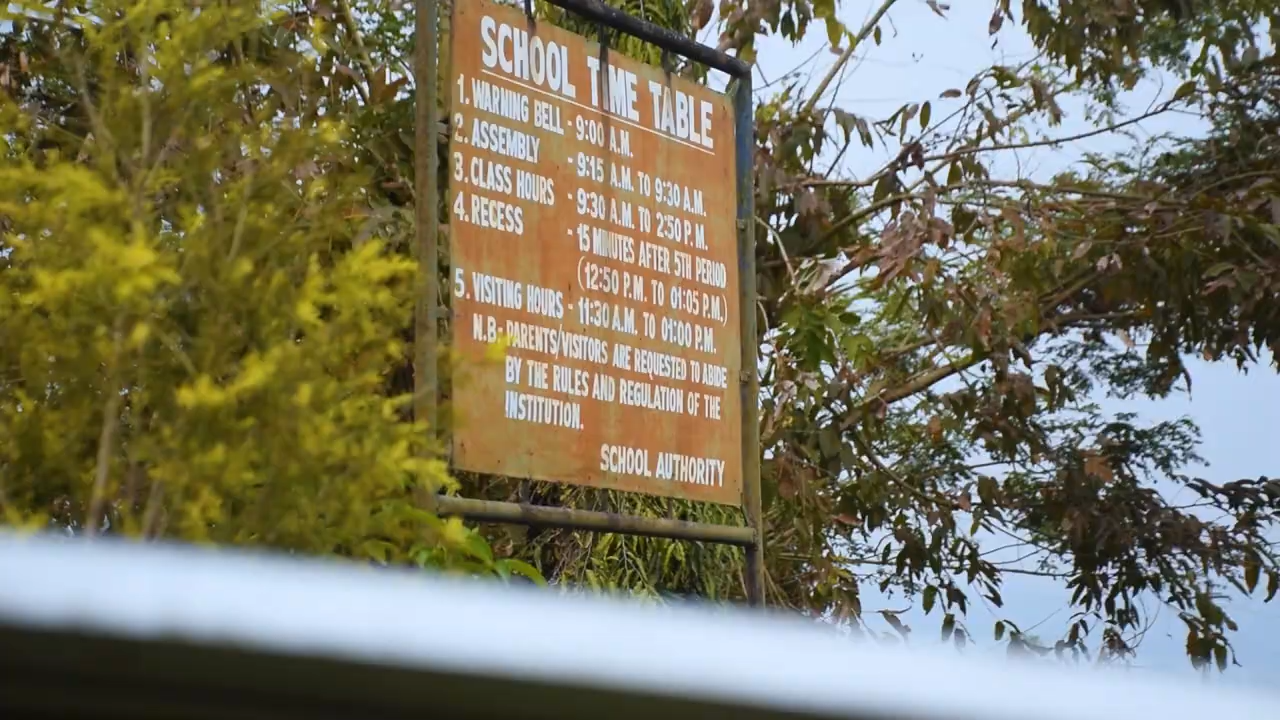 SCHOOL TIME TABLE
1. WARNING BELL - 9:00 A.M.
2. ASSEMBLY - 9:15 A.M. TO 9:30 A.M.
3. CLASS HOURS - 9:30 A.M. TO 2:50 P.M.
4. RECESS - 15 MINUTES AFTER 5TH PERIOD
(12:50 P.M. TO 01:05 P.M.)
5. VISITING HOURS - 11:30 A.M. TO 01:00 P.M.
N.B:- PARENTS/VISITORS ARE REQUESTED TO ABIDE
BY THE RULES AND REGULATION OF THE
INSTITUTION.
SCHOOL AUTHORITY